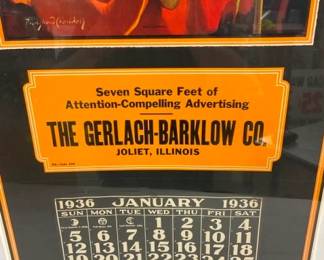 Seven Square Feet of
Attention-Compelling Advertising
THE GERLACH-BARKLOW CO.
JOLIET, ILLINOIS
1936 JANUARY 1936
SUN MON TUE WED THU FRI SAT
1 2 3 4
5 6 7 8 9 10 11
12 13 14 15 16 17 18